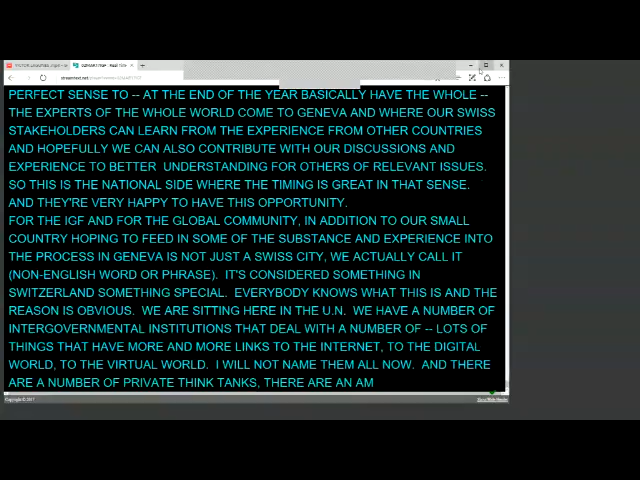 PERFECT SENSE TO -- AT THE END OF THE YEAR BASICALLY HAVE THE WHOLE --
THE EXPERTS OF THE WHOLE WORLD COME TO GENEVA AND WHERE OUR SWISS
STAKEHOLDERS CAN LEARN FROM THE EXPERIENCE FROM OTHER COUNTRIES
AND HOPEFULLY WE CAN ALSO CONTRIBUTE WITH OUR DISCUSSIONS AND
EXPERIENCE TO BETTER  UNDERSTANDING FOR OTHERS OF RELEVANT ISSUES.
SO THIS IS THE NATIONAL SIDE WHERE THE TIMING IS GREAT IN THAT SENSE.
AND THEY'RE VERY HAPPY TO HAVE THIS OPPORTUNITY.
FOR THE IGF AND FOR THE GLOBAL COMMUNITY, IN ADDITION TO OUR SMALL
COUNTRY HOPING TO FEED IN SOME OF THE SUBSTANCE AND EXPERIENCE INTO
THE PROCESS IN GENEVA IS NOT JUST A SWISS CITY, WE ACTUALLY CALL IT
(NON-ENGLISH WORD OR PHRASE).  IT'S CONSIDERED SOMETHING IN
SWITZERLAND SOMETHING SPECIAL.  EVERYBODY KNOWS WHAT THIS IS AND THE
REASON IS OBVIOUS.  WE ARE SITTING HERE IN THE U.N.  WE HAVE A NUMBER OF
INTERGOVERNMENTAL INSTITUTIONS THAT DEAL WITH A NUMBER OF -- LOTS OF
THINGS THAT HAVE MORE AND MORE LINKS TO THE INTERNET, TO THE DIGITAL
WORLD, TO THE VIRTUAL WORLD.  I WILL NOT NAME THEM ALL NOW.  AND THERE
ARE A NUMBER OF PRIVATE THINK TANKS, THERE ARE AN AM